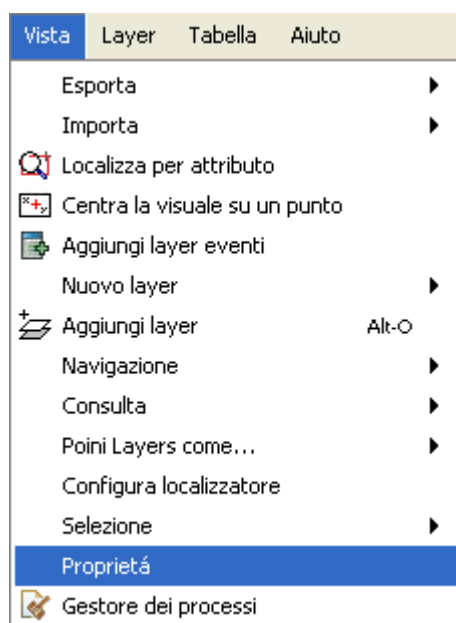 Vista Layer Tabella Aiuto
Esporta
Importa
Localizza per attributo
Centra la visuale su un punto
Aggiungi layer eventi
Nuovo layer
Aggiungi layer Alt-O
Navigazione
Consulta
Poini Layers come...
Configura localizzatore
Selezione
Proprietá
Gestore dei processi